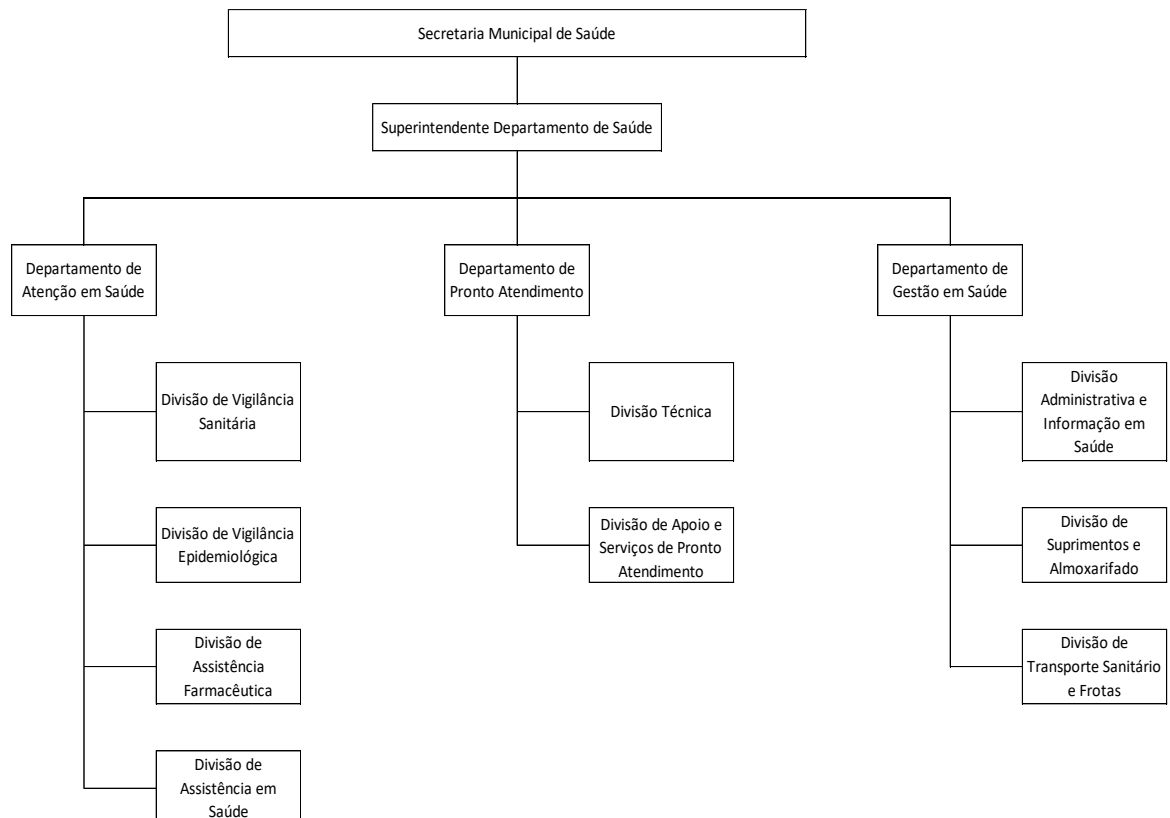 Secretaria Municipal de Saúde
Superintendente Departamento de Saúde
Departamento de
Atenção em Saúde
Departamento de
Pronto Atendimento
Departamento de
Gestão em Saúde
Divisão de Vigilância
Sanitária
Divisão Técnica
Divisão
Administrativa e
Informação em
Saúde
Divisão de Vigilância
Epidemiológica
Divisão de Apoio e
Serviços de Pronto
Atendimento
Divisão de
Suprimentos e
Almoxarifado
Divisão de
Assistência
Farmacêutica
Divisão de
Transporte Sanitário
e Frotas
Divisão de
Assistência em
Saúde